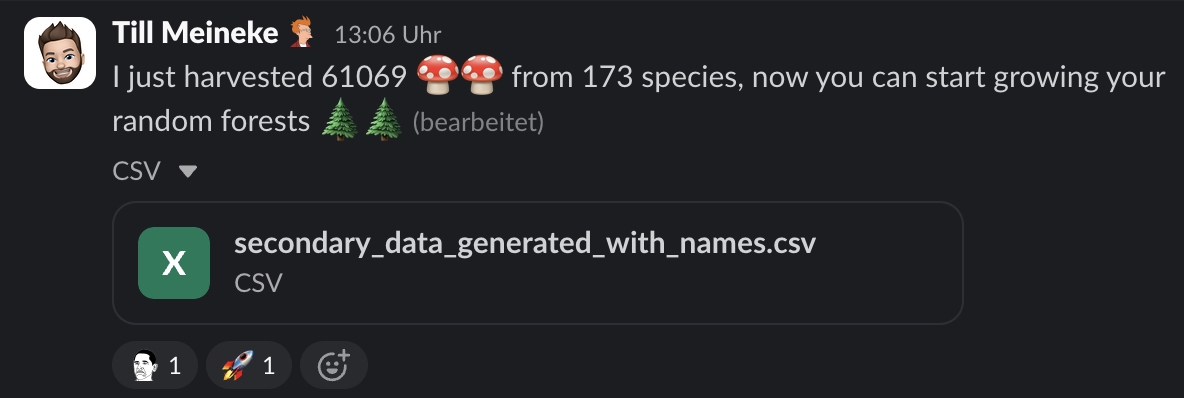 Till Meineke 13:06 Uhr
I just harvested 61069 🍄🍄 from 173 species, now you can start growing your
random forests 🌲🌲 (bearbeitet)
CSV
X
secondary_data_generated_with_names.csv
CSV
1 1